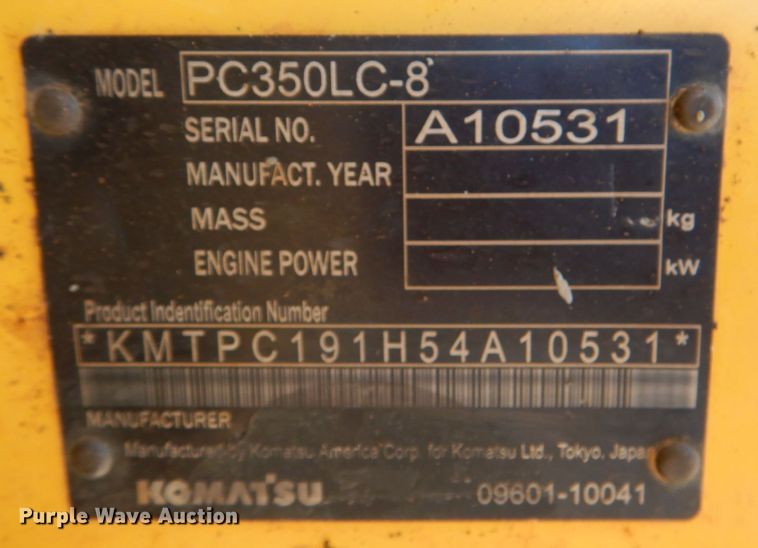 MODEL PC350LC-8
SERIAL NO. A10531
MANUFACT. YEAR
MASS kg
ENGINE POWER kW
Product Indentification Number
*KMTPC191H54A10531*
MANUFACTURER
Manufactured by Komatsu America Corp. for Komatsu Ltd., Tokyo, Japan
KOMATSU 09601-10041
Purple Wave Auction